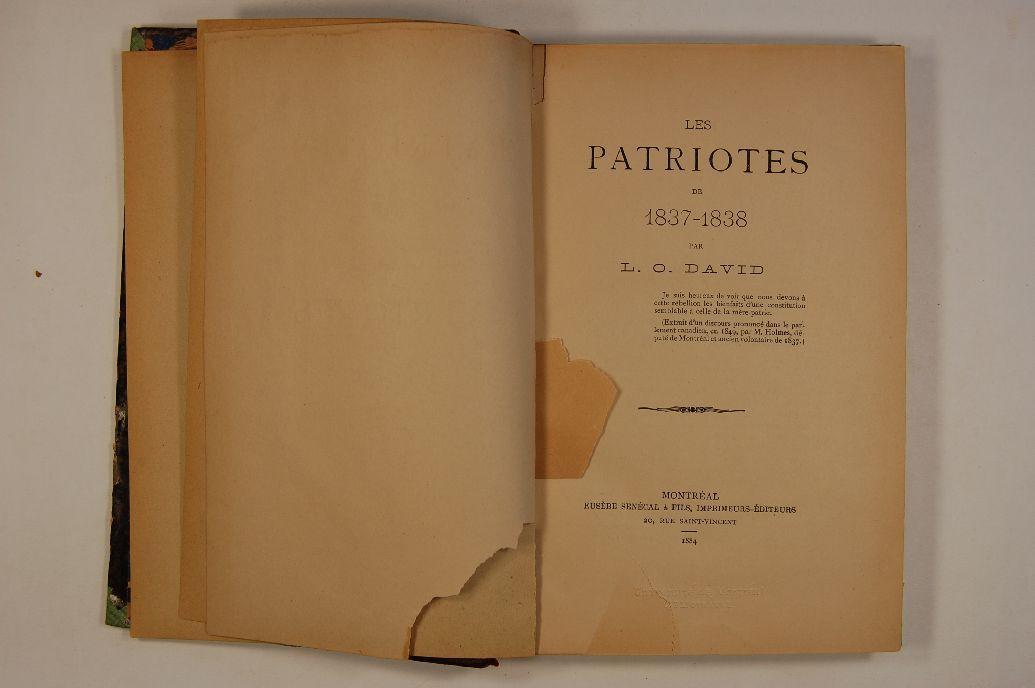 LES
PATRIOTES
DE
1837-1838
PAR
L. O. DAVID
Je suis heureux de voir que nous devons à
cette rébellion les bienfaits d'une constitution
semblable à celle de la mère-patrie.
(Extrait d'un discours prononcé dans le par-
lement canadien, en 1849, par M. Holmes, dé-
puté de Montréal et ancien volontaire de 1837.)
MONTRÉAL
EUSÈBE SENÉCAL & FILS, IMPRIMEURS-ÉDITEURS
20, RUE SAINT-VINCENT
1884